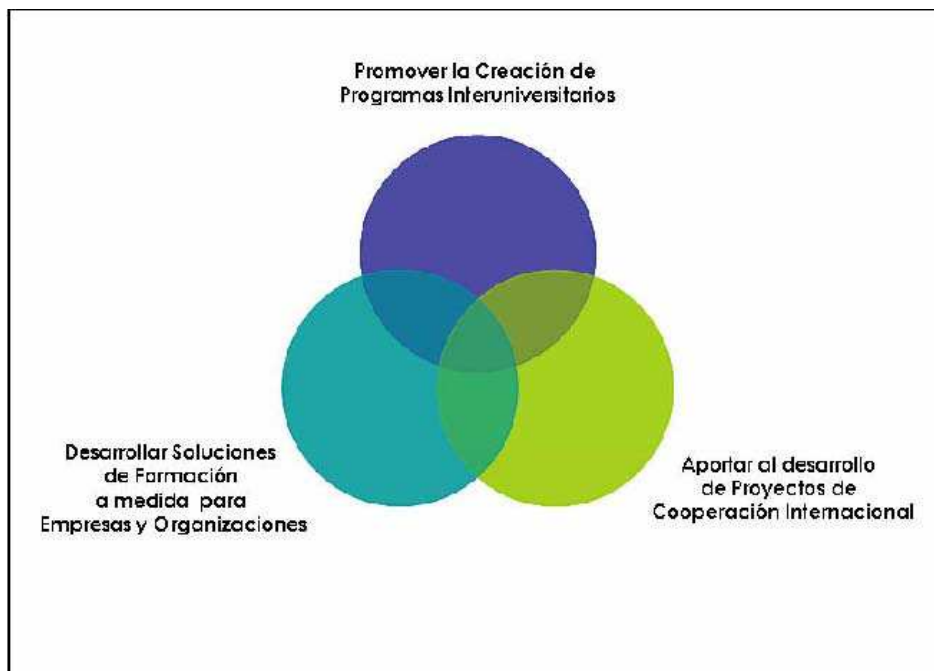 Promover la Creación de
Programas Interuniversitarios
Desarrollar Soluciones
de Formación
a medida para
Empresas y Organizaciones
Aportar al desarrollo
de Proyectos de
Cooperación Internacional